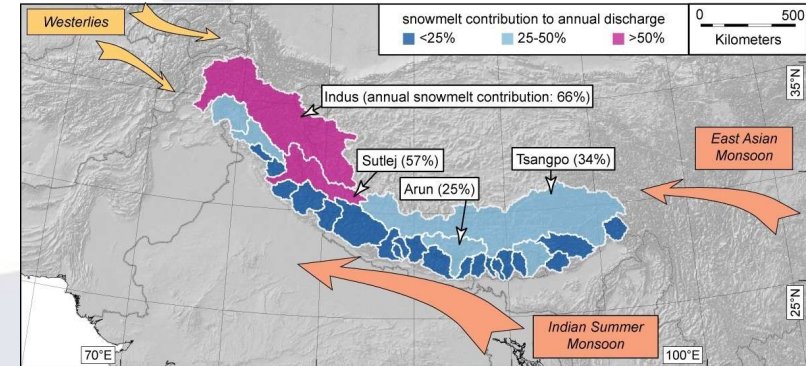 Westerlies
snowmelt contribution to annual discharge
<25% 25-50% >50%
0 500
Kilometers
35°N
Indus (annual snowmelt contribution: 66%)
East Asian
Monsoon
Sutlej (57%)
Tsangpo (34%)
Arun (25%)
25°N
Indian Summer
Monsoon
70°E
100°E